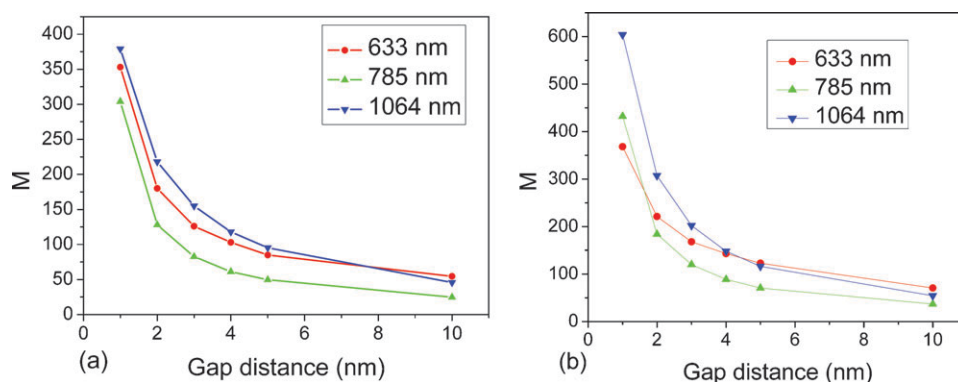 400
350
300
250
200
150
100
50
0
M
633 nm
785 nm
1064 nm
0 2 4 6 8 10
(a) Gap distance (nm)
600
500
400
300
200
100
0
M
633 nm
785 nm
1064 nm
0 2 4 6 8 10
(b) Gap distance (nm)